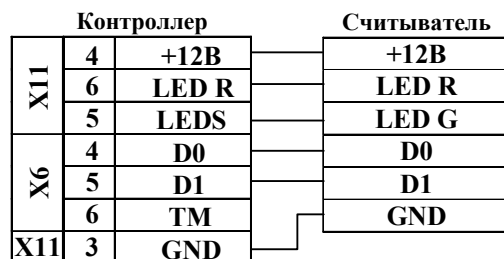 Контроллер Считыватель
X11 4 +12В +12В
6 LED R LED R
5 LEDS LED G
X6 4 D0 D0
5 D1 D1
6 TM GND
X11 3 GND